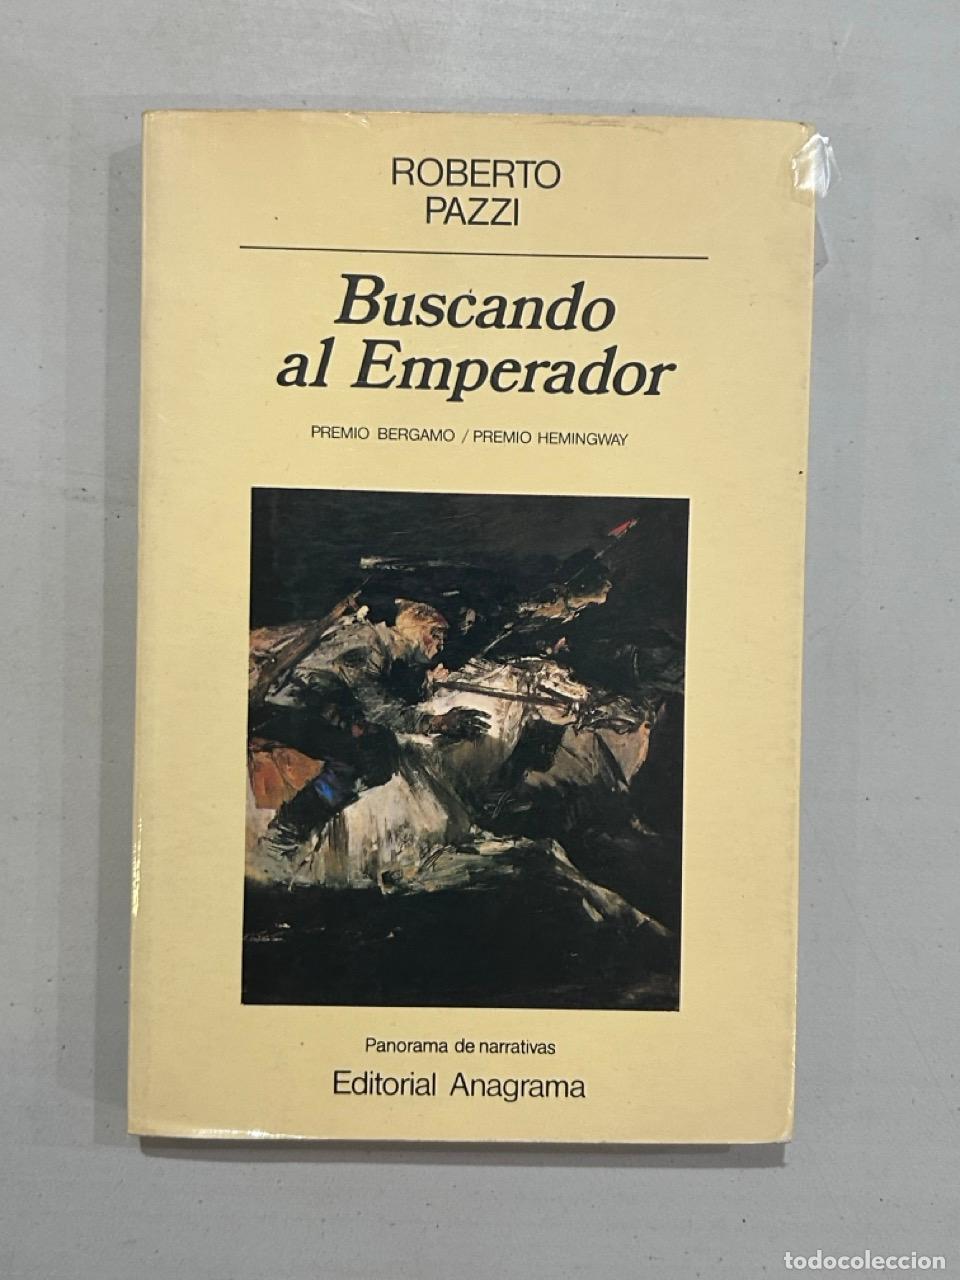 ROBERTO
PAZZI
Buscando
al Emperador
PREMIO BERGAMO / PREMIO HEMINGWAY
Panorama de narrativas
Editorial Anagrama
todocoleccion